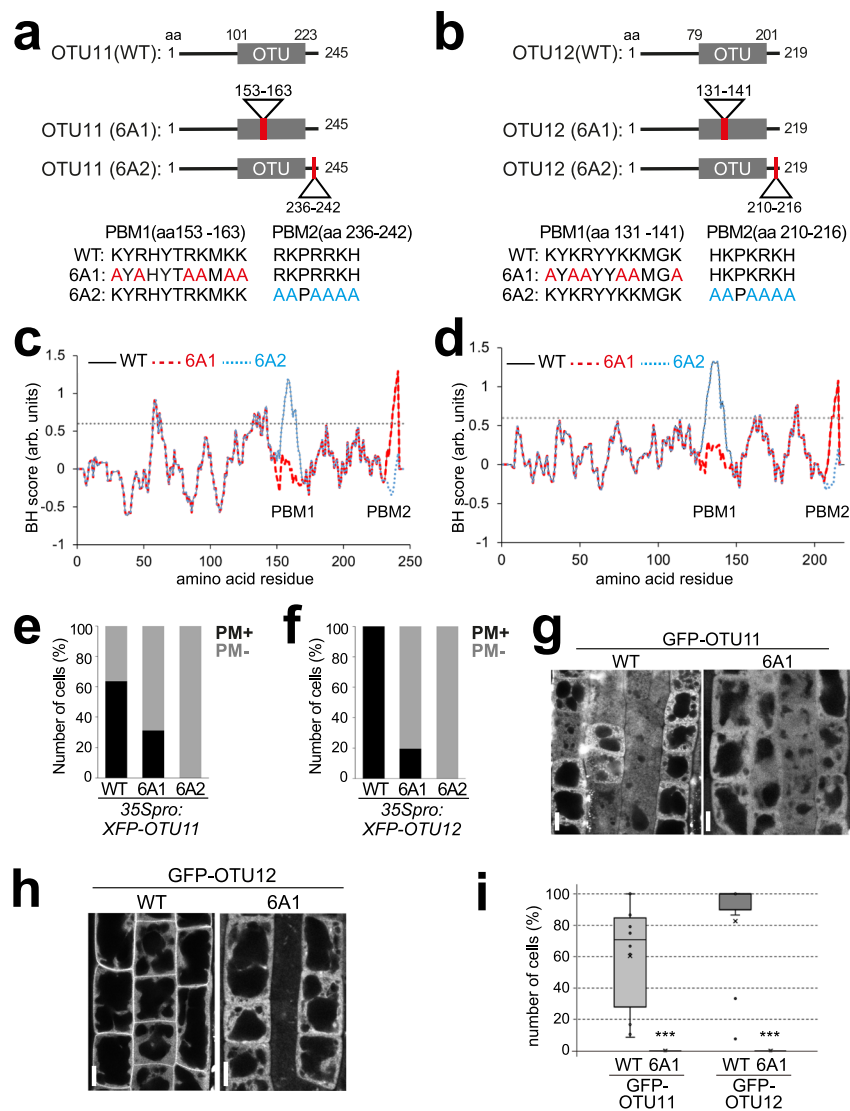 a
aa 101 223
OTU11(WT): 1 OTU 245
153-163
OTU11 (6A1): 1 245
OTU11 (6A2): 1 OTU 245
236-242
PBM1(aa153 -163) PBM2(aa 236-242)
WT: KYRHYTRKMKK RKPRRKH
6A1: AYAHYTAAMAA
6A2: KYRHYTRKMKK AAPAAAA
b
aa 79 201
OTU12(WT): 1 OTU 219
131-141
OTU12 (6A1): 1 219
OTU12 (6A2): 1 OTU 219
210-216
PBM1(aa 131 -141) PBM2(aa 210-216)
WT: KYKRYYKKMGK HKPKRKH
6A1: AYAAYYAAMGA HKPKRKH
6A2: KYKRYYKKMGK AAPAAAA
c
WT 6A1 6A2
BH score (arb. units)
1.5
1
0.5
0
-0.5
-1
PBM1 PBM2
0 50 100 150 200 250
amino acid residue
d
WT 6A1 6A2
BH score (arb. units)
1.5
1
0.5
0
-0.5
-1
PBM1 PBM2
0 50 100 150 200
amino acid residue
e
PM+
PM-
Number of cells (%)
100
80
60
40
20
0
WT 6A1 6A2
35Spro:
XFP-OTU11
f
PM+
PM-
Number of cells (%)
100
80
60
40
20
0
WT 6A1 6A2
35Spro:
XFP-OTU12
g
GFP-OTU11
WT 6A1
h
GFP-OTU12
WT 6A1
i
number of cells (%)
100
80
60
40
20
0
*** ***
WT 6A1 WT 6A1
GFP- GFP-
OTU11 OTU12